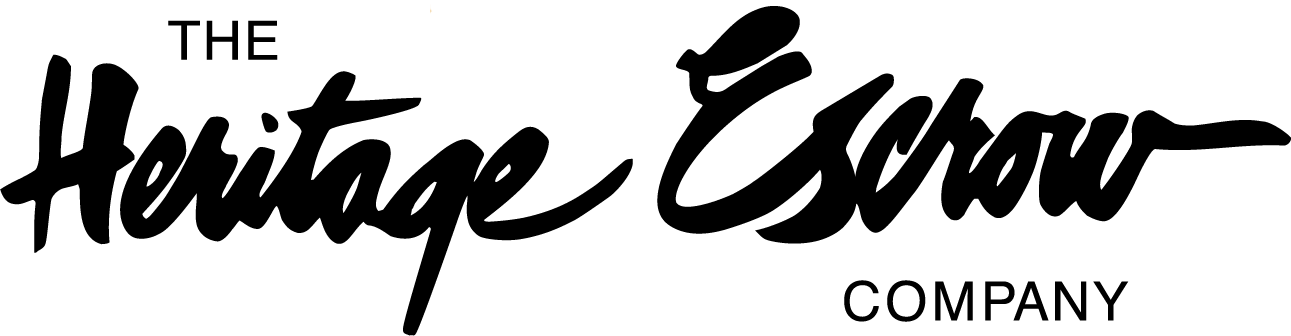 THE
Heritage Escrow
COMPANY